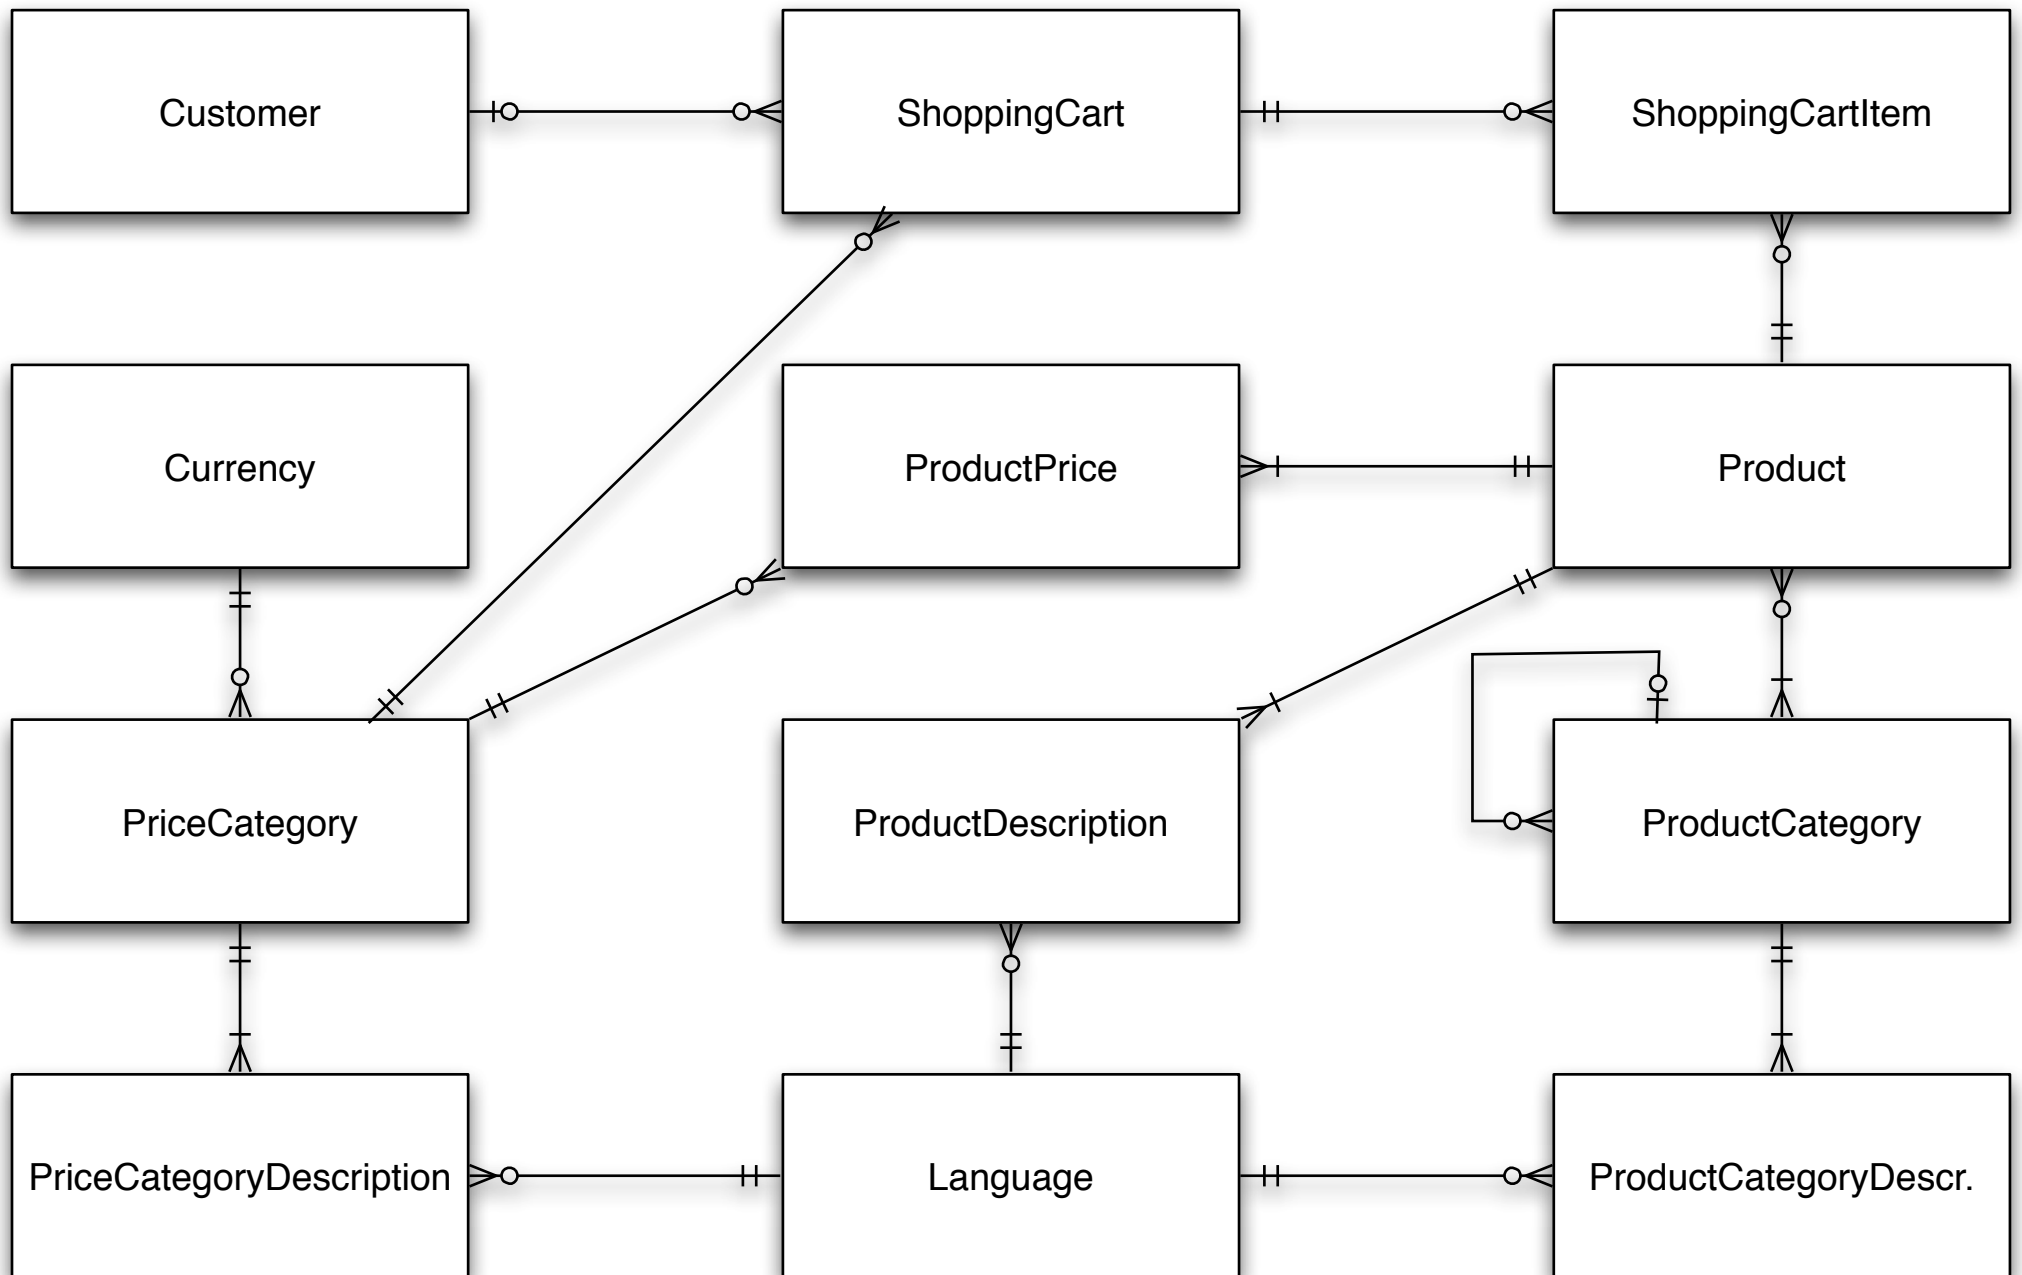 Customer
ShoppingCart
ShoppingCartItem
Currency
ProductPrice
Product
PriceCategory
ProductDescription
ProductCategory
PriceCategoryDescription
Language
ProductCategoryDescr.